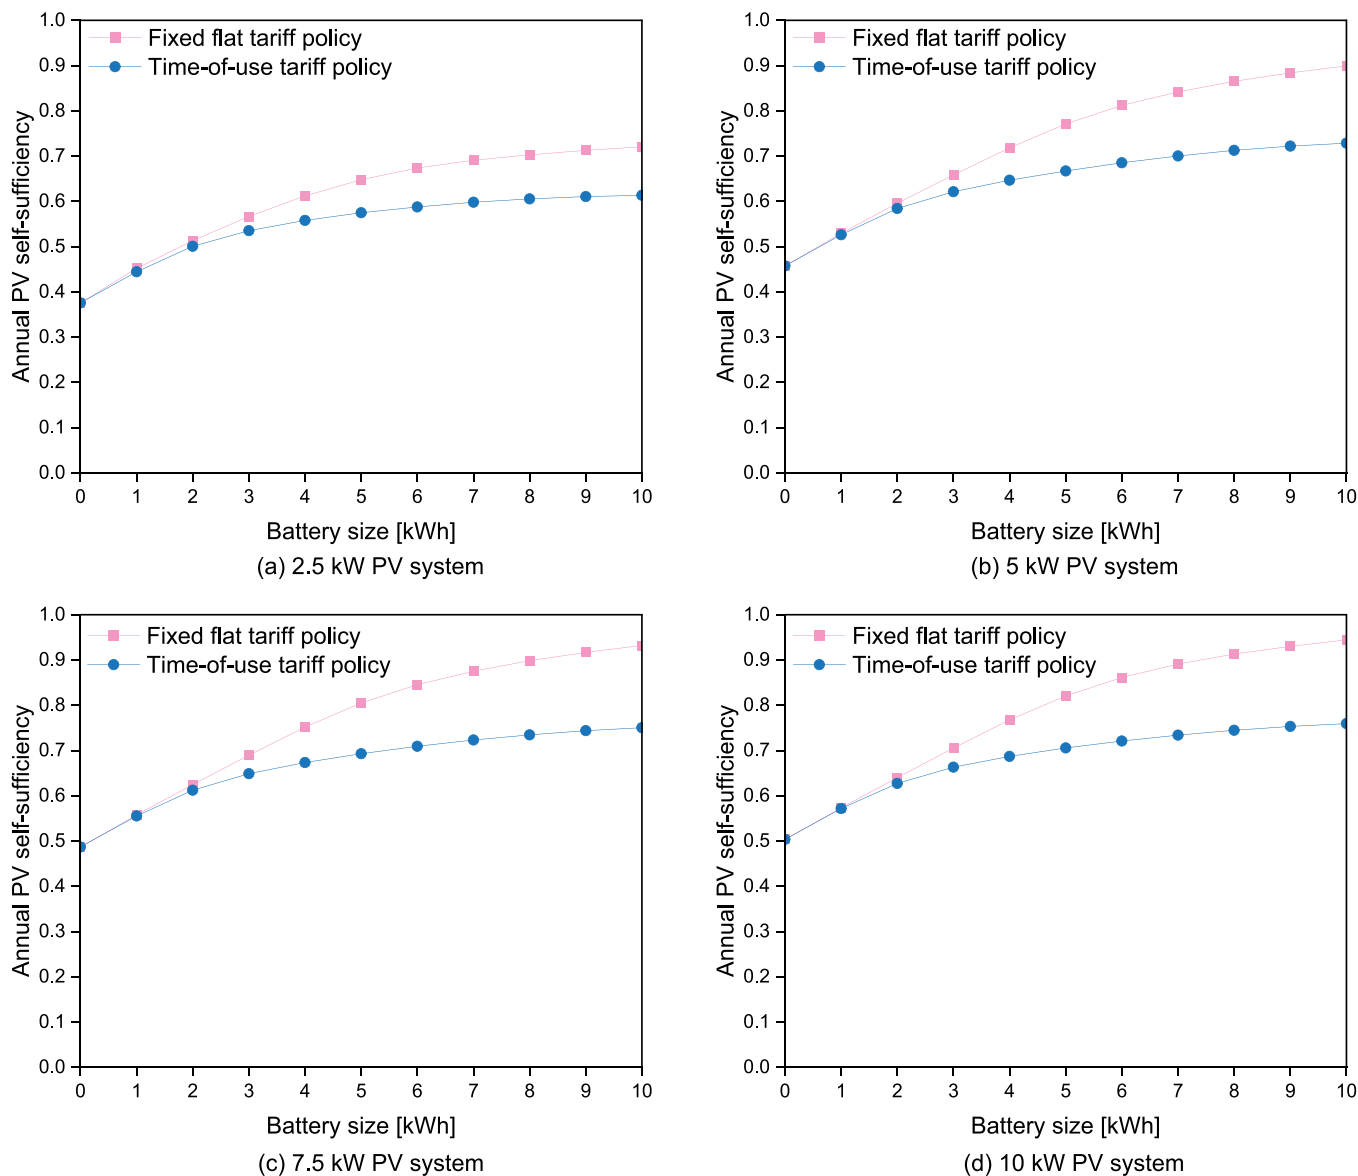 Fixed flat tariff policy
Time-of-use tariff policy
Annual PV self-sufficiency
1.0
0.9
0.8
0.7
0.6
0.5
0.4
0.3
0.2
0.1
0.0
0 1 2 3 4 5 6 7 8 9 10
Battery size [kWh]
(a) 2.5 kW PV system
Fixed flat tariff policy
Time-of-use tariff policy
Annual PV self-sufficiency
1.0
0.9
0.8
0.7
0.6
0.5
0.4
0.3
0.2
0.1
0.0
0 1 2 3 4 5 6 7 8 9 10
Battery size [kWh]
(b) 5 kW PV system
Fixed flat tariff policy
Time-of-use tariff policy
Annual PV self-sufficiency
1.0
0.9
0.8
0.7
0.6
0.5
0.4
0.3
0.2
0.1
0.0
0 1 2 3 4 5 6 7 8 9 10
Battery size [kWh]
(c) 7.5 kW PV system
Fixed flat tariff policy
Time-of-use tariff policy
Annual PV self-sufficiency
1.0
0.9
0.8
0.7
0.6
0.5
0.4
0.3
0.2
0.1
0.0
0 1 2 3 4 5 6 7 8 9 10
Battery size [kWh]
(d) 10 kW PV system